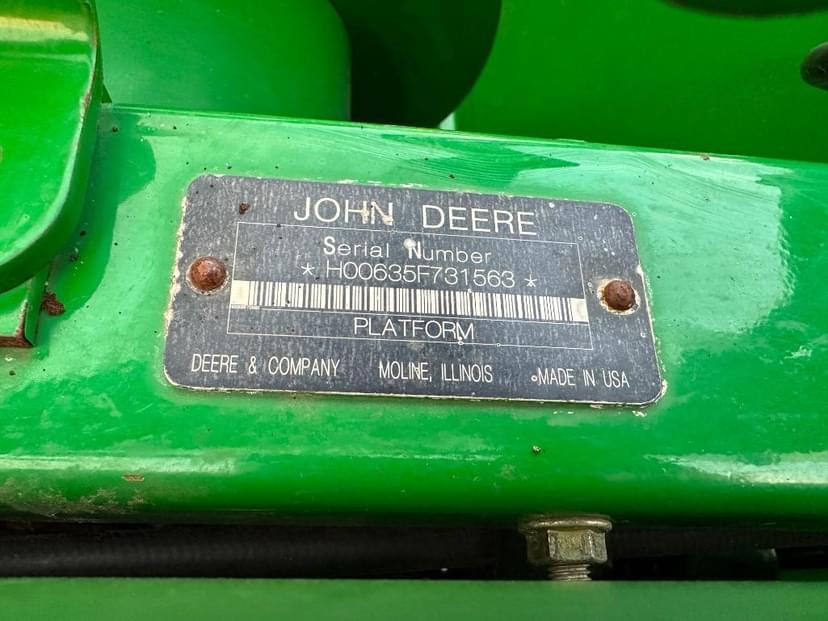 JOHN DEERE
Serial Number
* H00635F731563 *
PLATFORM
DEERE & COMPANY MOLINE, ILLINOIS MADE IN USA